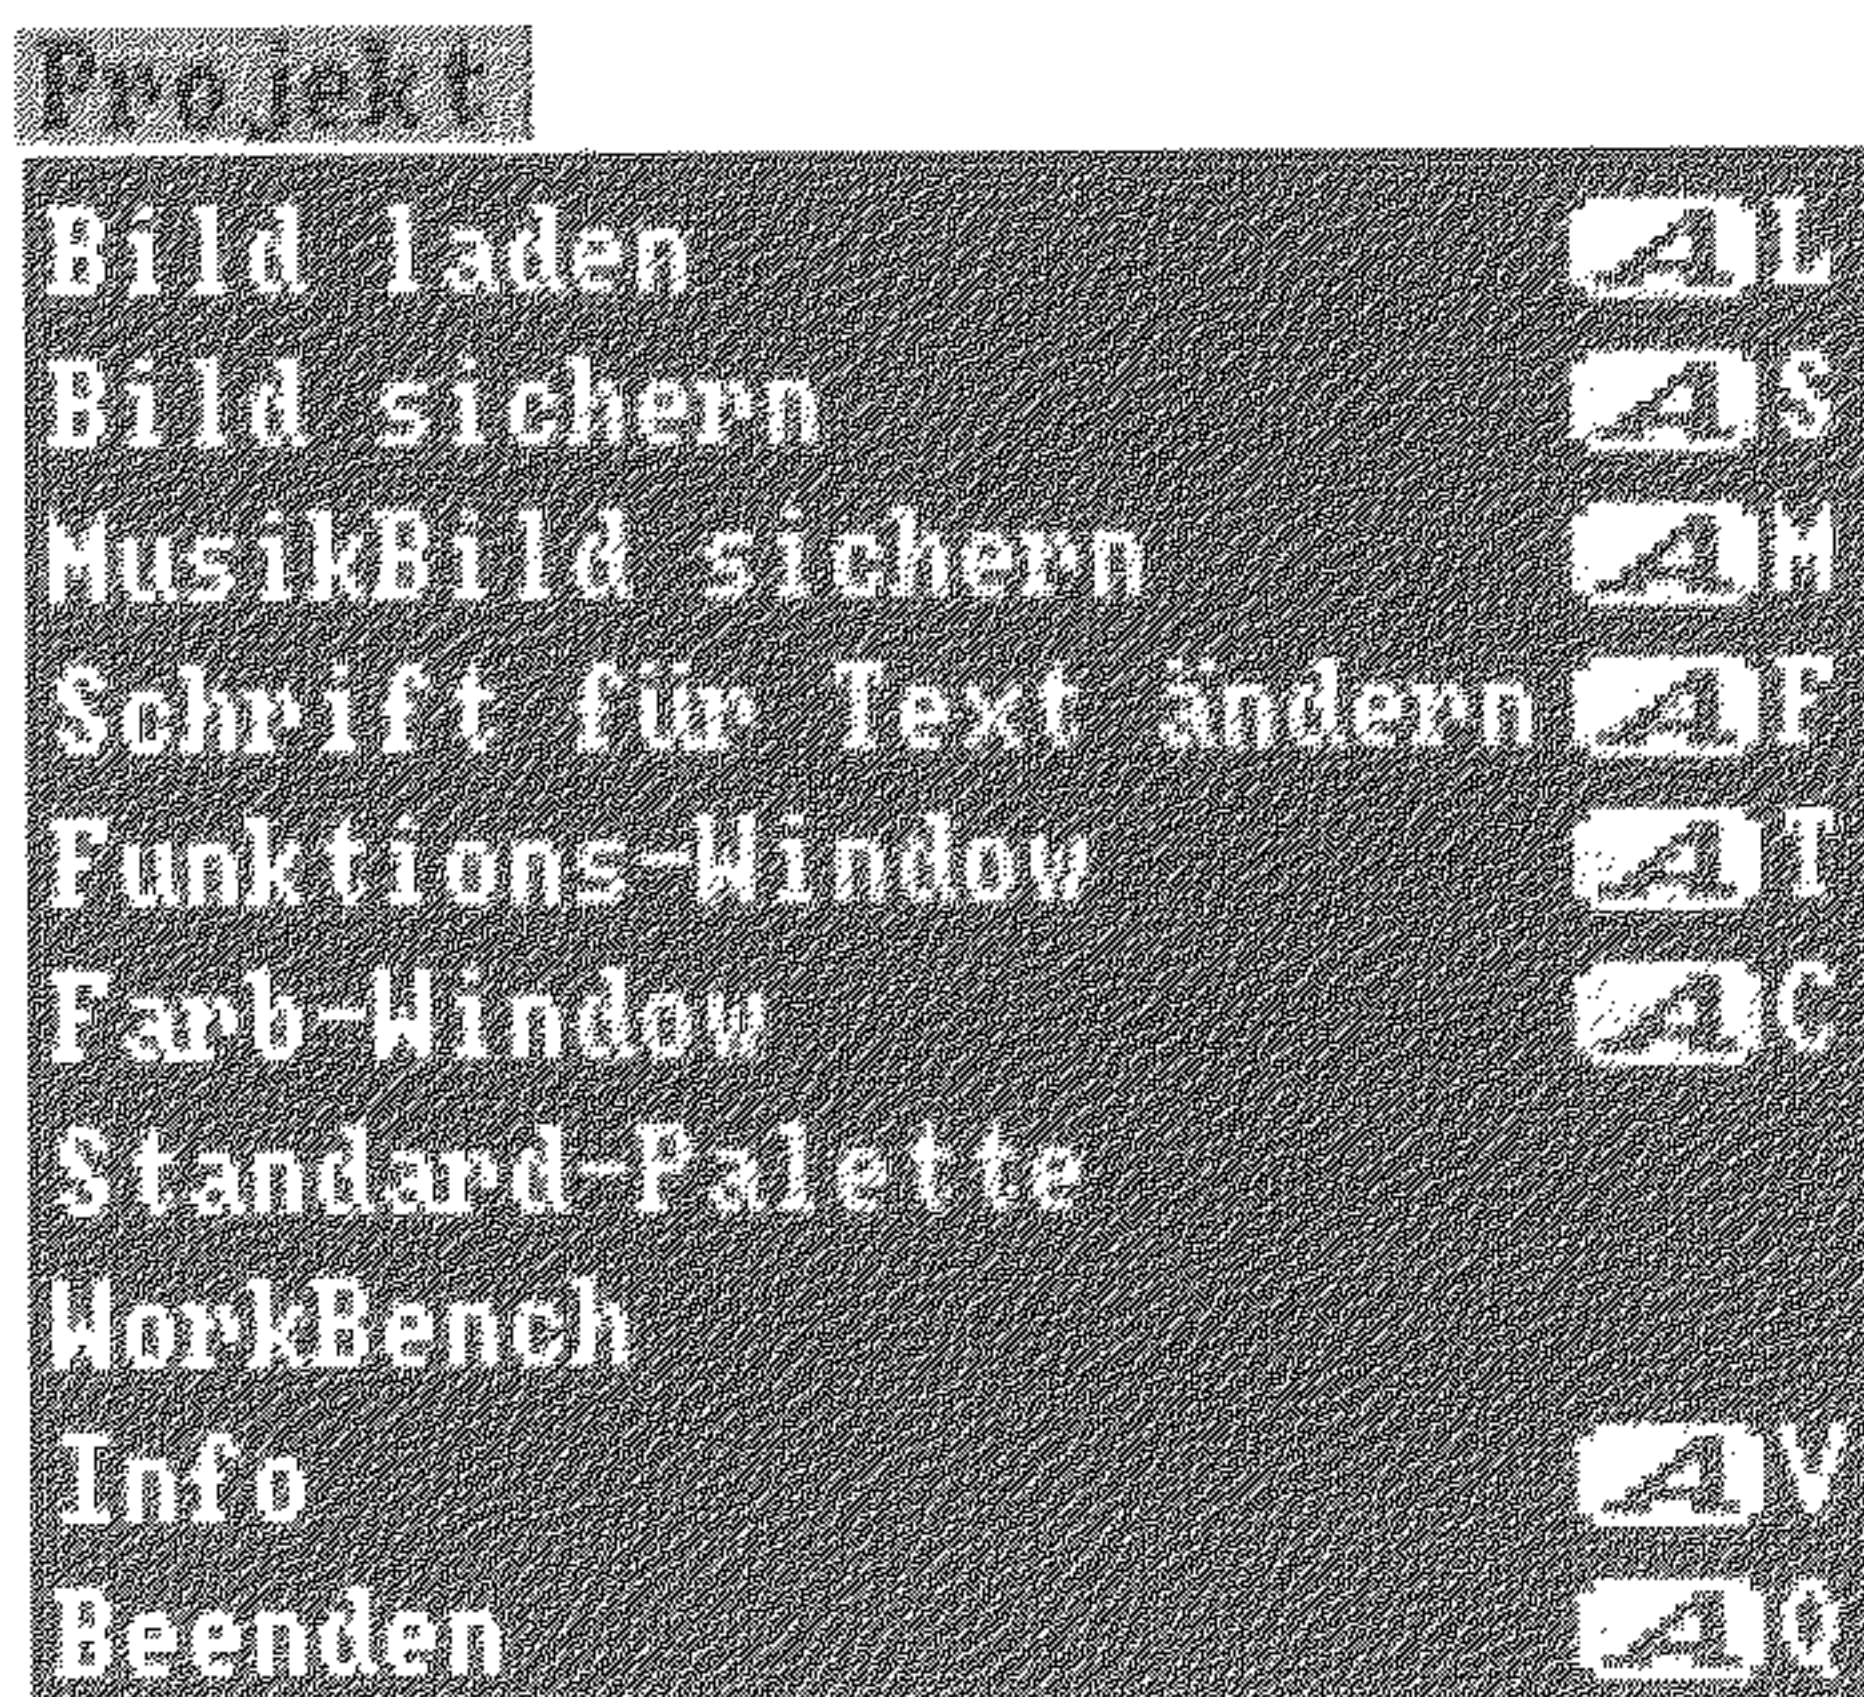 Projekt
Bild laden A L
Bild sichern A S
MusikBild sichern A M
Schrift für Text ändern A F
Funktions-Window A T
Farb-Window A C
Standard-Palette
WorkBench
Info A V
Beenden A Q